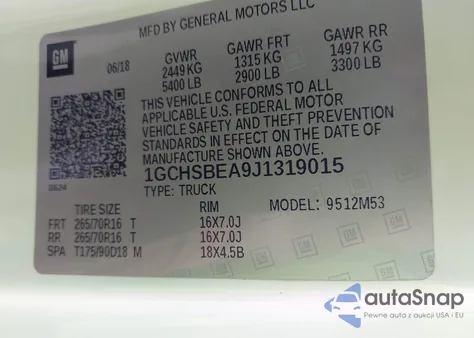 MFD BY GENERAL MOTORS LLC
GM
06/18
GVWR
GAWR FRT
GAWR RR
2449 KG
1315 KG
1497 KG
5400 LB
2900 LB
3300 LB
THIS VEHICLE CONFORMS TO ALL
APPLICABLE U.S. FEDERAL MOTOR
VEHICLE SAFETY AND THEFT PREVENTION
STANDARDS IN EFFECT ON THE DATE OF
MANUFACTURE SHOWN ABOVE.
1GCHSBEA9J1319015
0624
TYPE: TRUCK
TIRE SIZE
RIM
MODEL: 9512M53
FRT 265/70R16 T 16X7.0J
RR 265/70R16 T 16X7.0J
SPA T175/90D18 M 18X4.5B
autoSnap
Pewne auta z aukcji USA i EU